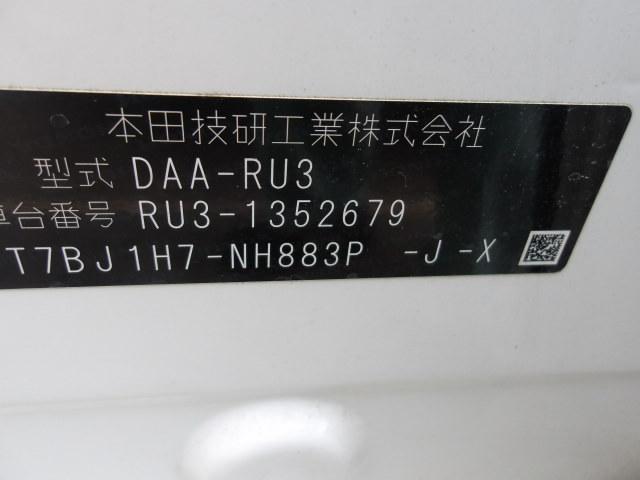 本田技研工業株式会社
型式 DAA-RU3
車台番号 RU3-1352679
T7BJ1H7-NH883P -J -X